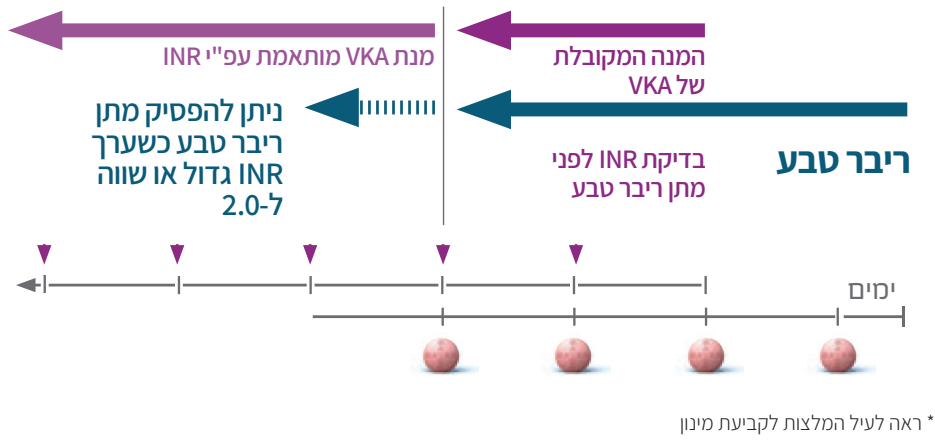 המנה המקובלת
של VKA
מנת VKA מותאמת עפ"י INR
ריבר טבע
בדיקת INR לפני
מתן ריבר טבע
ניתן להפסיק מתן
ריבר טבע כשערך
INR גדול או שווה
ל-2.0
ימים
* ראה לעיל המלצות לקביעת מינון